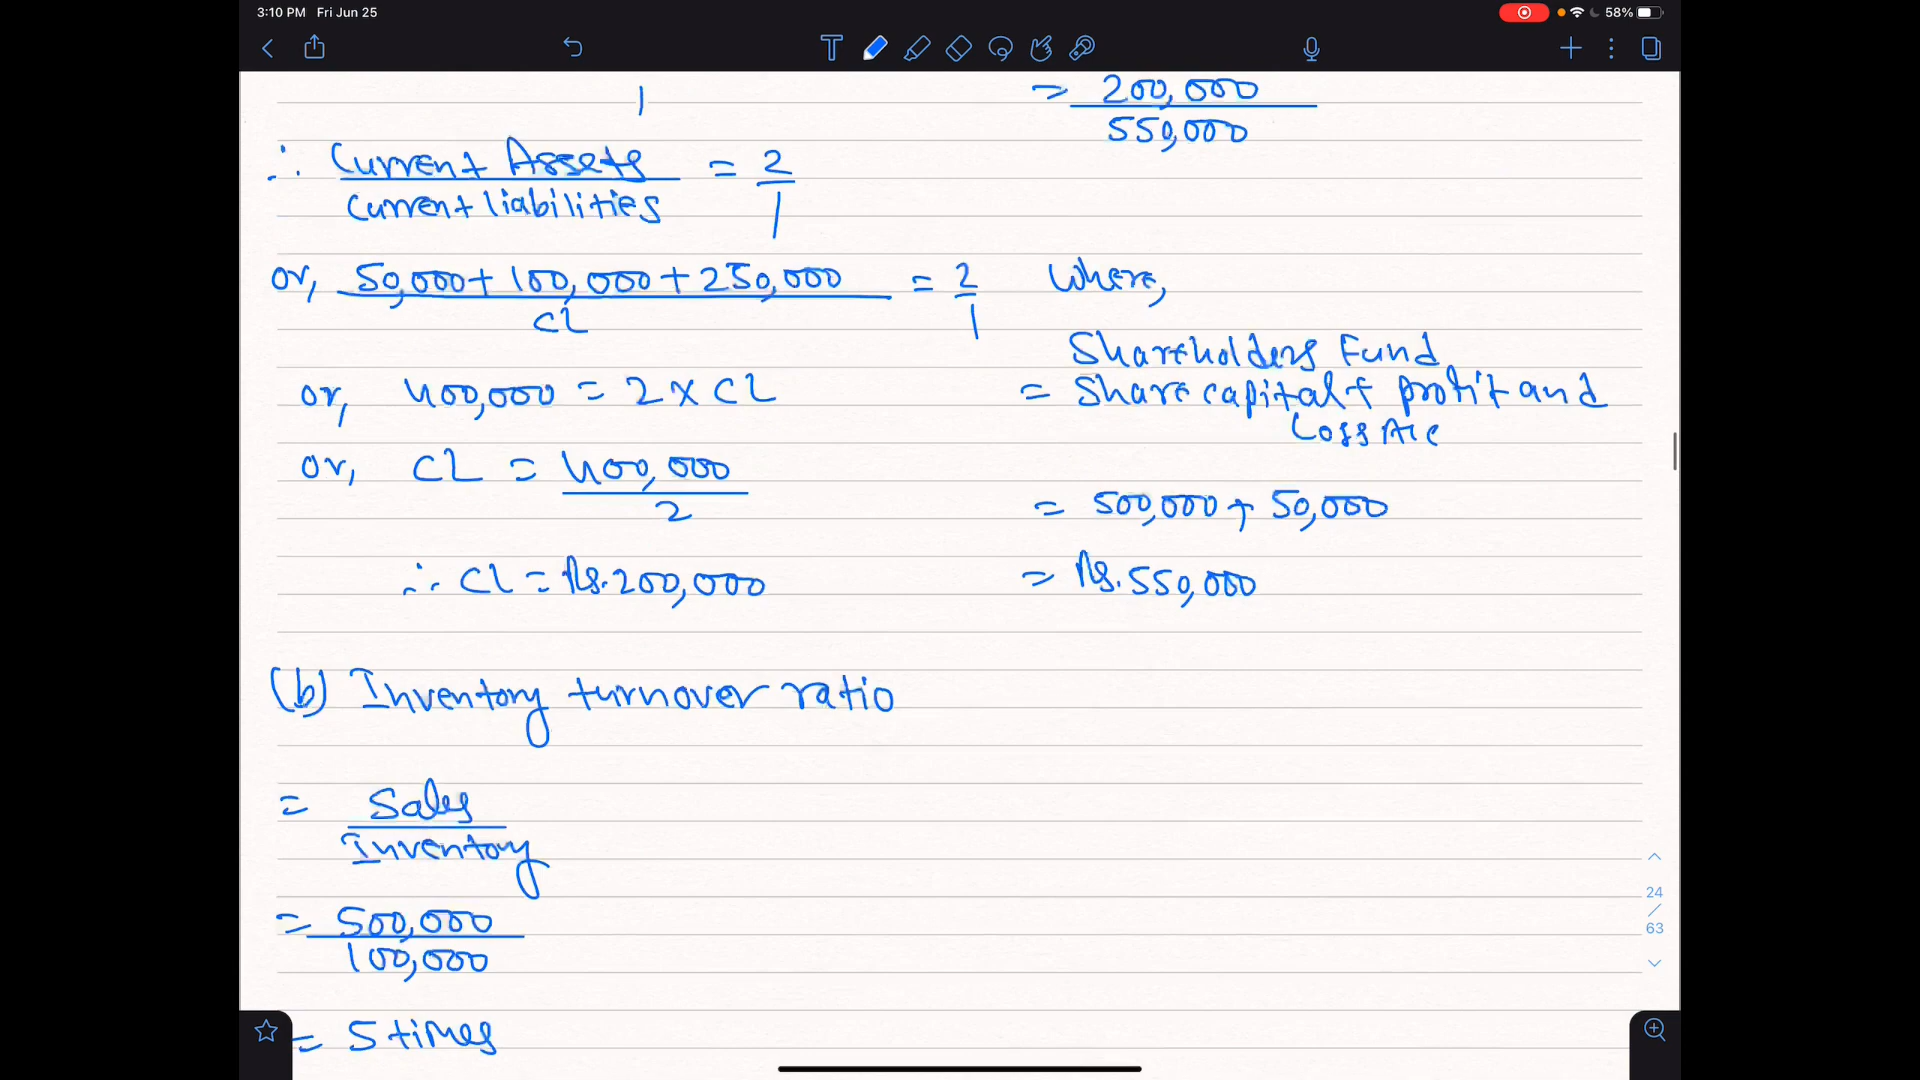 3:10 PM Fri Jun 25
58%
1
∴ Current Assets / Current liabilities = 2/1
or, 50,000 + 100,000 + 250,000 / CL = 2/1
or, 400,000 = 2 x CL
or, CL = 400,000 / 2
∴ CL = Rs. 200,000
= 200,000 / 550,000
Where,
Shareholders Fund
= Share capital + profit and
Loss A/c
= 500,000 + 50,000
= Rs. 550,000
(b) Inventory turnover ratio
= Sales / Inventory
= 500,000 / 100,000
= 5 times
24
/
63